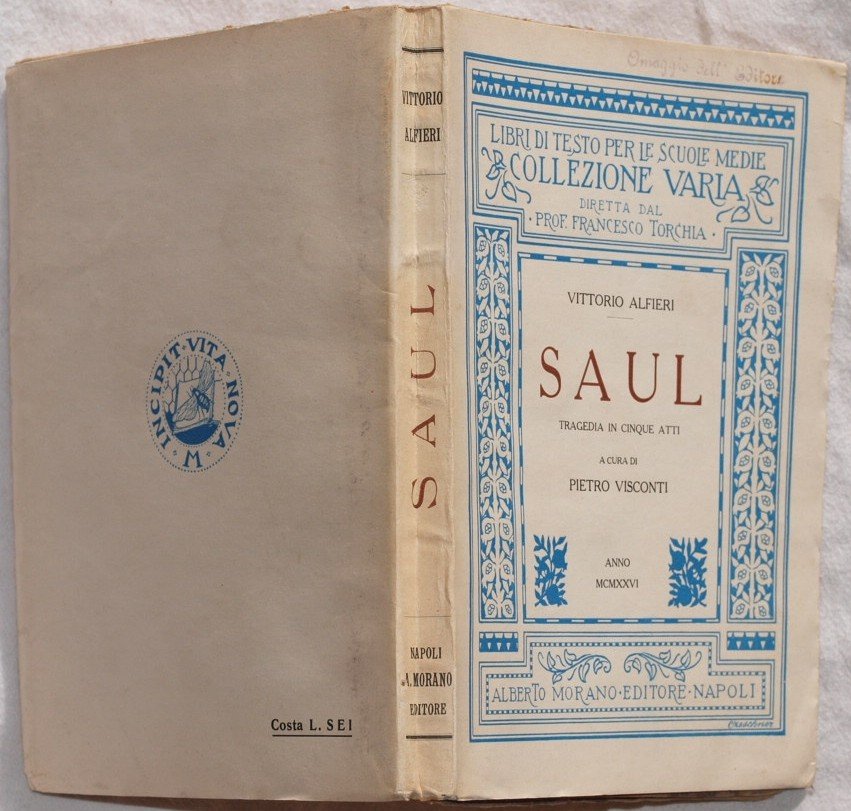 INCIPIT·VITA·NOVA
M
Costa L. SEI
VITTORIO
ALFIERI
SAUL
NAPOLI
A. MORANO
EDITORE
Omaggio dell' Editore
LIBRI DI TESTO PER LE SCUOLE MEDIE
COLLEZIONE VARIA
DIRETTA DAL
·PROF. FRANCESCO TORCHIA·
VITTORIO ALFIERI
SAUL
TRAGEDIA IN CINQUE ATTI
A CURA DI
PIETRO VISCONTI
ANNO
MCMXXVI
ALBERTO MORANO·EDITORE·NAPOLI